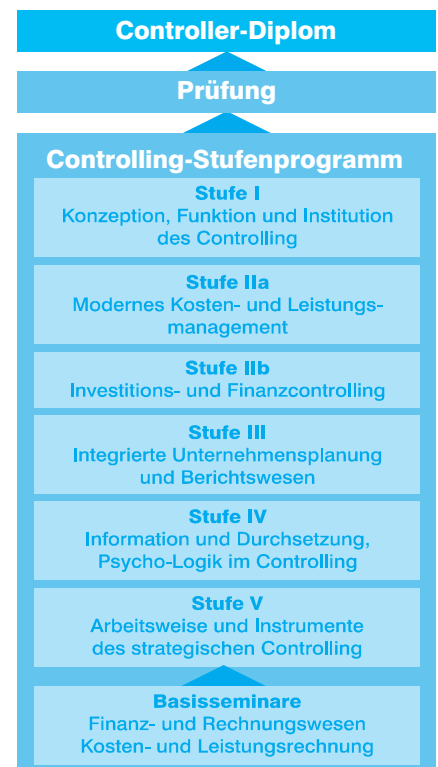 Controller-Diplom
Prüfung
Controlling-Stufenprogramm
Stufe I
Konzeption, Funktion und Institution
des Controlling
Stufe IIa
Modernes Kosten- und Leistungs-
management
Stufe IIb
Investitions- und Finanzcontrolling
Stufe III
Integrierte Unternehmensplanung
und Berichtswesen
Stufe IV
Information und Durchsetzung,
Psycho-Logik im Controlling
Stufe V
Arbeitsweise und Instrumente
des strategischen Controlling
Basisseminare
Finanz- und Rechnungswesen
Kosten- und Leistungsrechnung